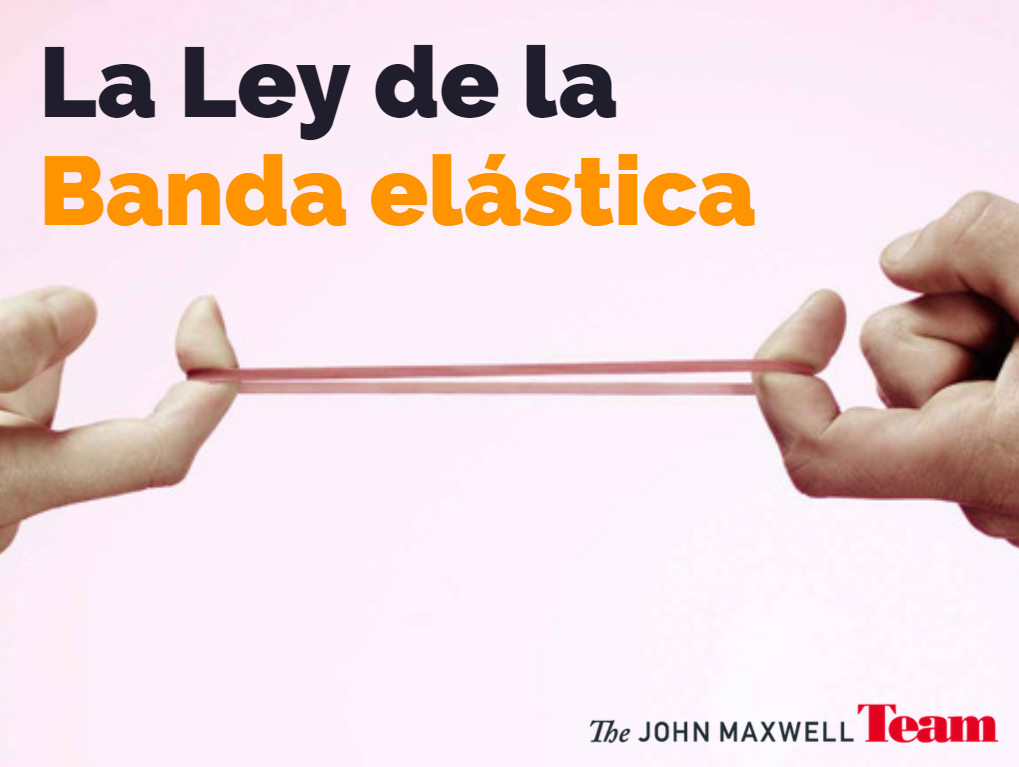 La Ley de la
Banda elástica
The JOHN MAXWELL Team